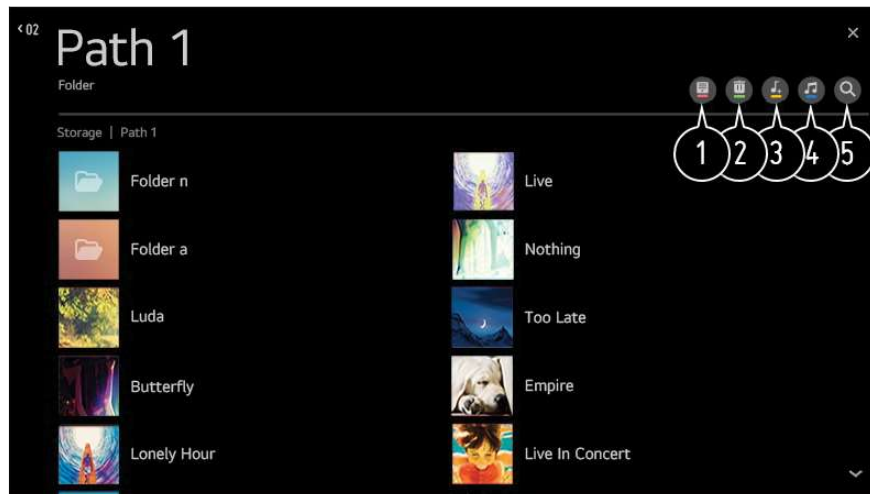 <02
Path 1
Folder
1 2 3 4 5
Storage | Path 1
Folder n
Live
Folder a
Nothing
Luda
Too Late
Butterfly
Empire
Lonely Hour
Live In Concert